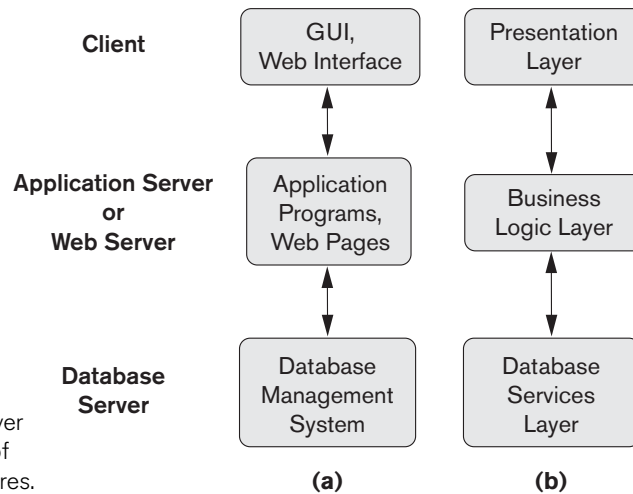 Client
GUI,
Web Interface
Presentation
Layer
Application Server
or
Web Server
Application
Programs,
Web Pages
Business
Logic Layer
Database
Server
Database
Management
System
Database
Services
Layer
of
(a)
(b)